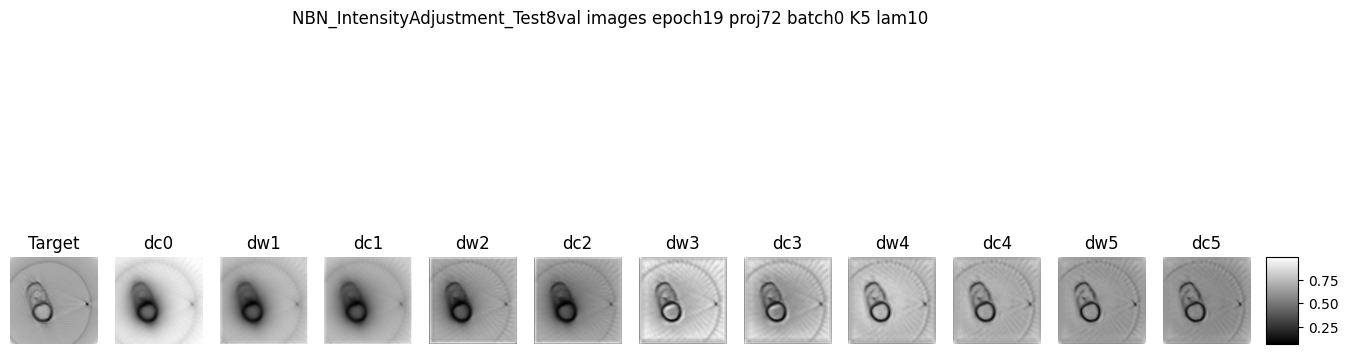 NBN_IntensityAdjustment_Test8val images epoch19 proj72 batch0 K5 lam10
Target dc0 dw1 dc1 dw2 dc2 dw3 dc3 dw4 dc4 dw5 dc5
0.75
0.50
0.25